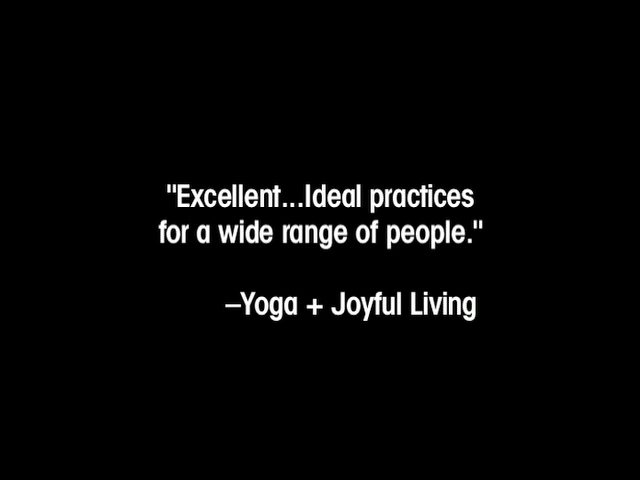 "Excellent...Ideal practices
for a wide range of people."
–Yoga + Joyful Living